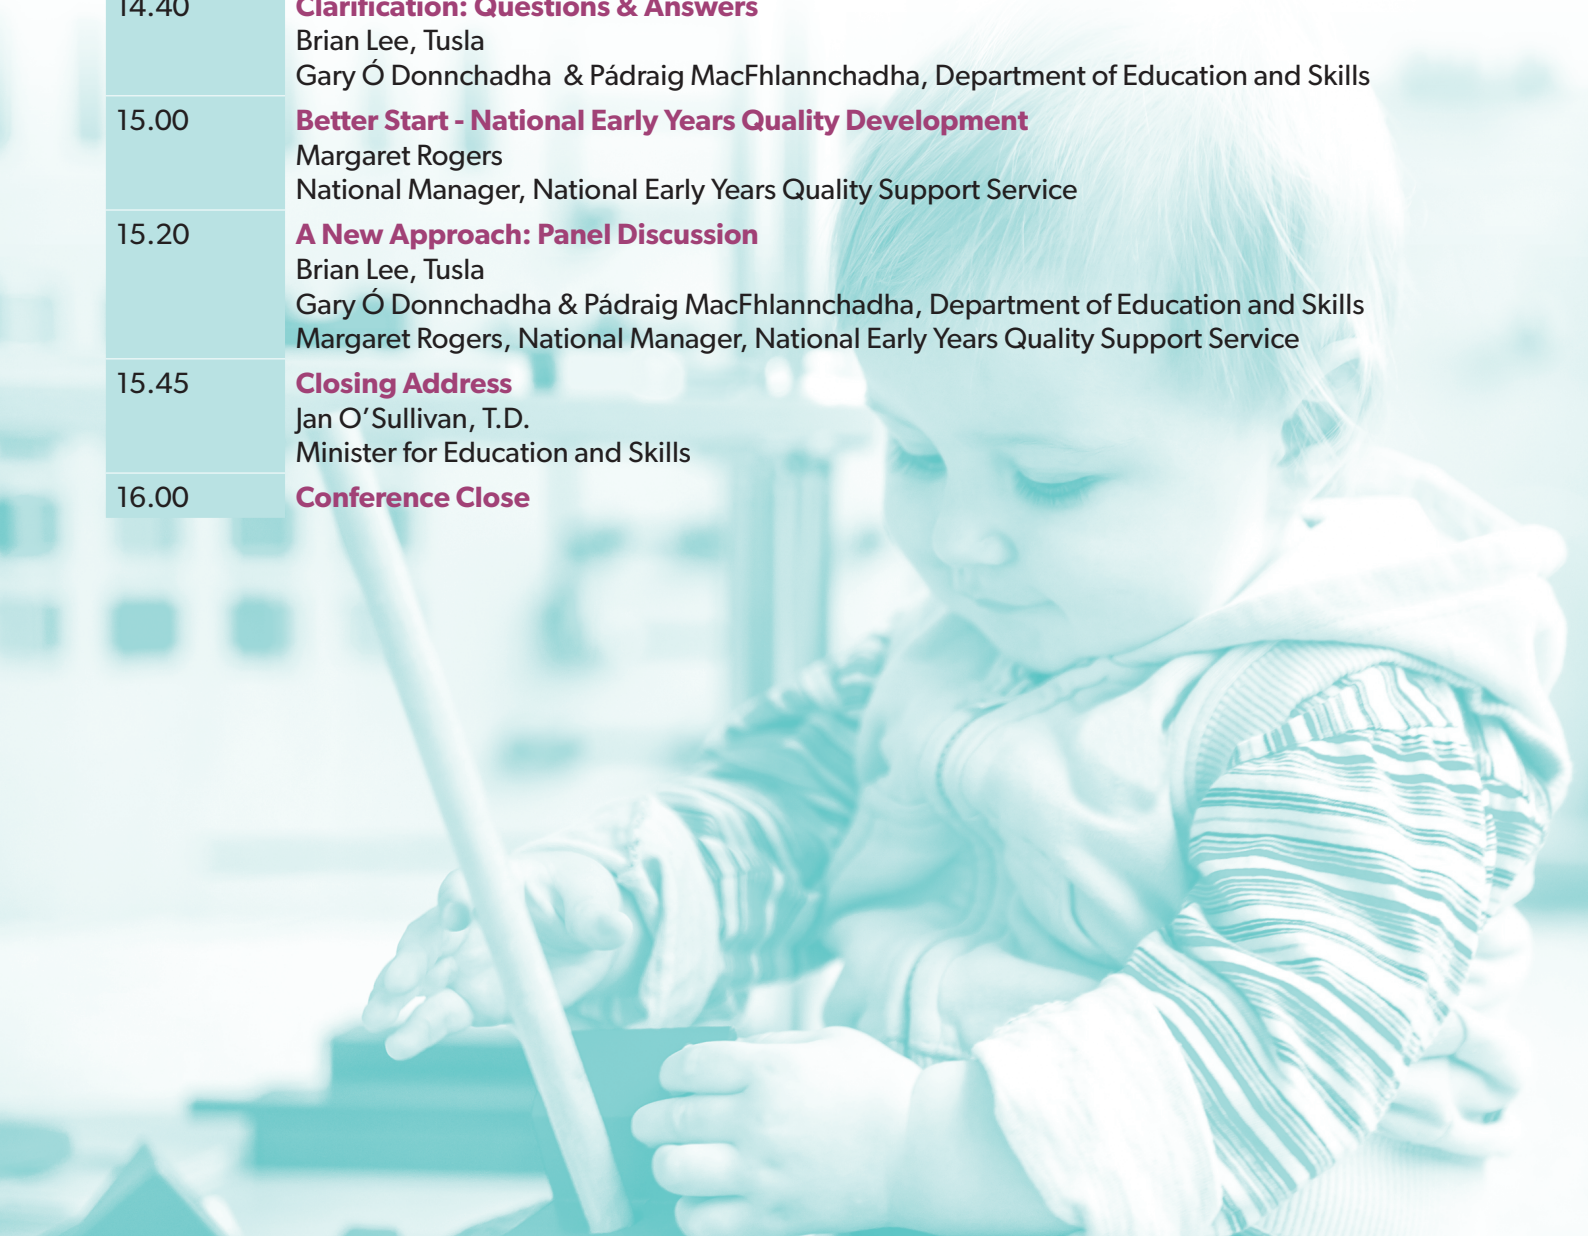 14.40
Clarification: Questions & Answers
Brian Lee, Tusla
Gary Ó Donnchadha & Pádraig MacFhlannchadha, Department of Education and Skills
15.00
Better Start - National Early Years Quality Development
Margaret Rogers
National Manager, National Early Years Quality Support Service
15.20
A New Approach: Panel Discussion
Brian Lee, Tusla
Gary Ó Donnchadha & Pádraig MacFhlannchadha, Department of Education and Skills
Margaret Rogers, National Manager, National Early Years Quality Support Service
15.45
Closing Address
Jan O’Sullivan, T.D.
Minister for Education and Skills
16.00
Conference Close